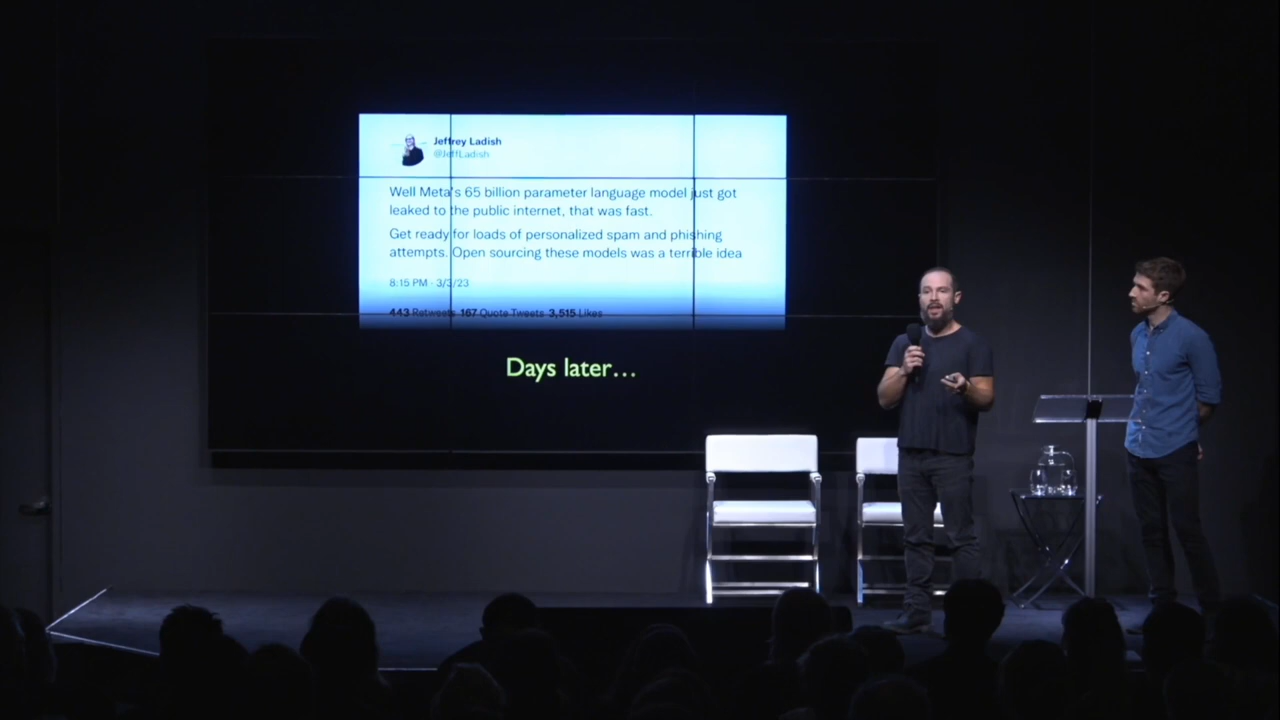 Jeffrey Ladish
@JeffLadish
Well Meta's 65 billion parameter language model just got
leaked to the public internet, that was fast.
Get ready for loads of personalized spam and phishing
attempts. Open sourcing these models was a terrible idea
8:15 PM · 3/3/23
443 Retweets 167 Quote Tweets 3,515 Likes
Days later...